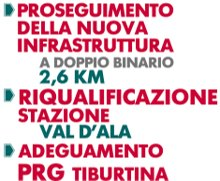 PROSEGUIMENTO
DELLA NUOVA
INFRASTRUTTURA
A DOPPIO BINARIO
2,6 KM
RIQUALIFICAZIONE
STAZIONE
VAL D'ALA
ADEGUAMENTO
PRG TIBURTINA